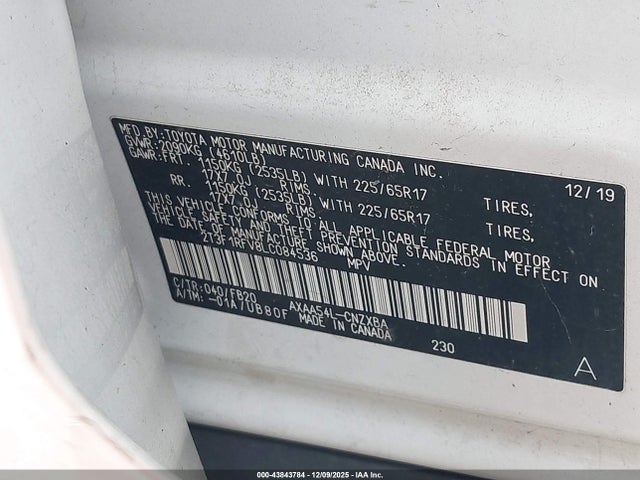 MFD.BY:TOYOTA MOTOR MANUFACTURING CANADA INC.
GVWR:2090KG (4610LB) 12/19
GAWR:FRT. 1150KG (2535LB) WITH 225/65R17 TIRES,
17X7.0J RIMS.
RR. 1150KG (2535LB) WITH 225/65R17 TIRES,
17X7.0J RIMS.
THIS VEHICLE CONFORMS TO ALL APPLICABLE FEDERAL MOTOR
VEHICLE SAFETY AND THEFT PREVENTION STANDARDS IN EFFECT ON
THE DATE OF MANUFACTURE SHOWN ABOVE.
2T3F1RFV8LC084536 MPV
C/TR:040/FB20 AXAA54L-CNZXBA
A/TM:-01A/UB80F MADE IN CANADA 230 A
000-43843784 - 12/09/2025 - IAA Inc.